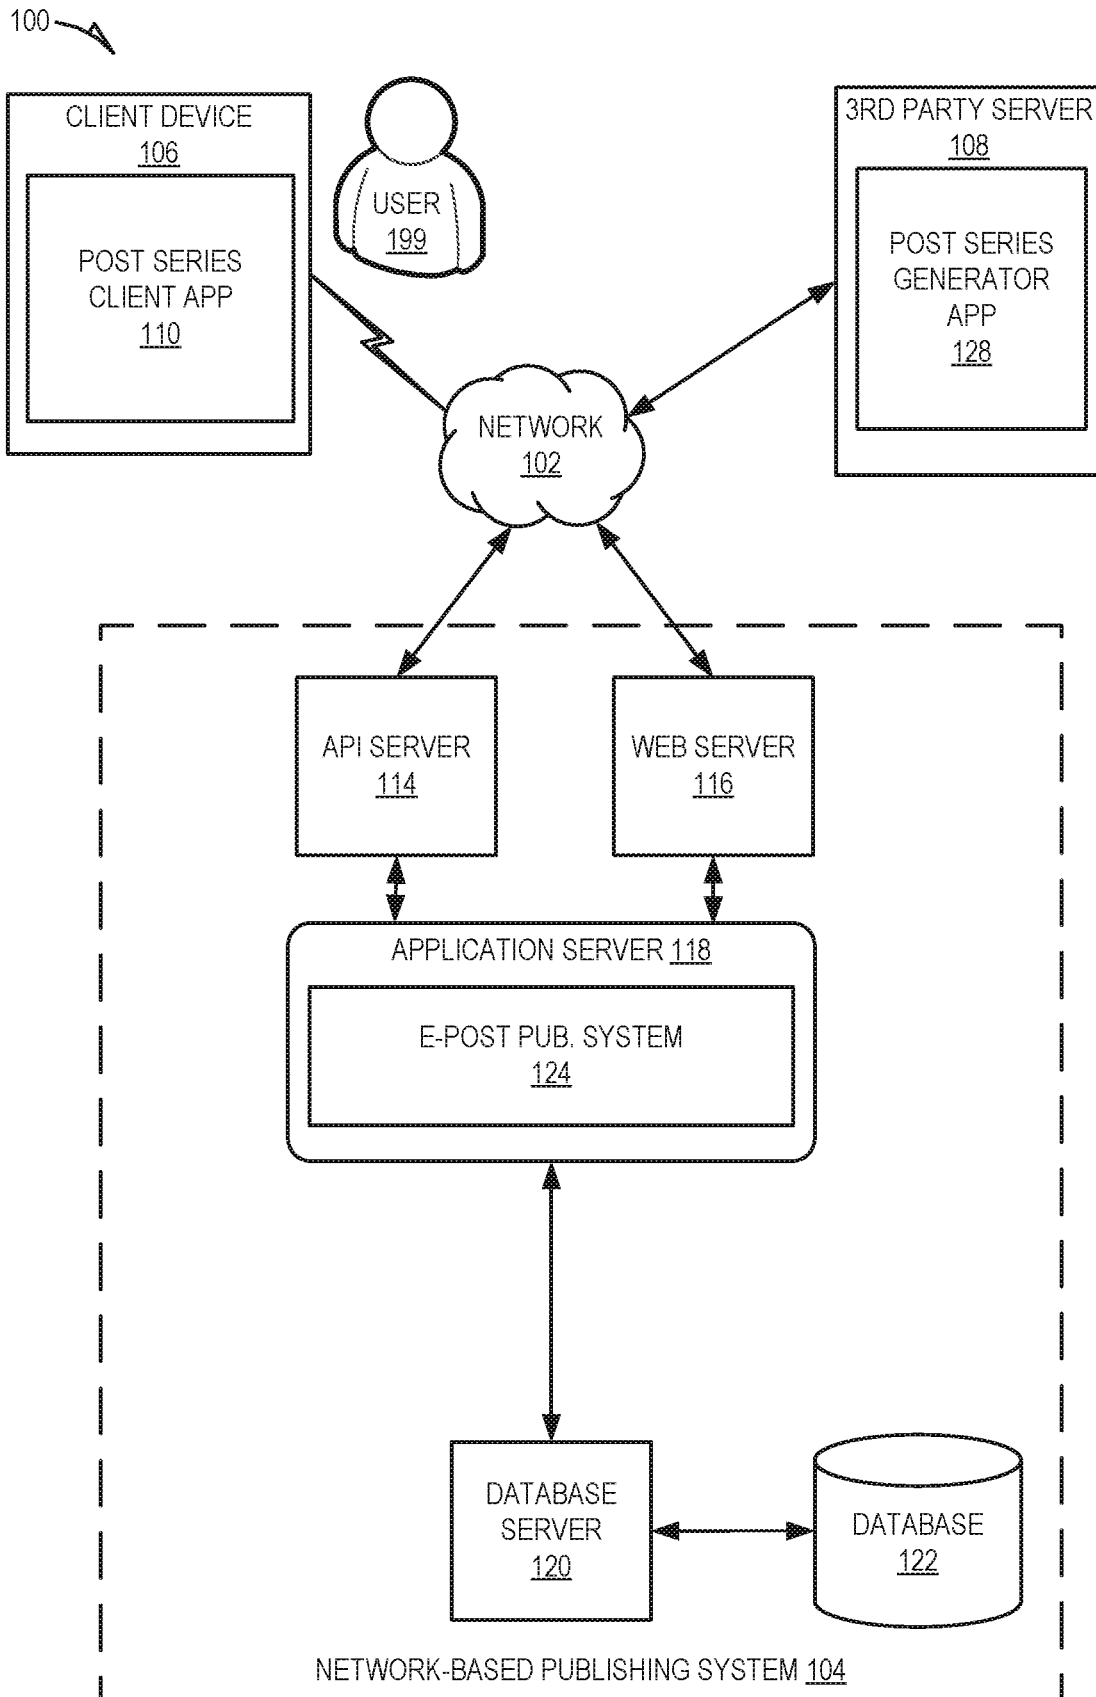 100
CLIENT DEVICE
106
POST SERIES
CLIENT APP
110
USER
199
3RD PARTY SERVER
108
POST SERIES
GENERATOR
APP
128
NETWORK
102
API SERVER
114
WEB SERVER
116
APPLICATION SERVER 118
E-POST PUB. SYSTEM
124
DATABASE
SERVER
120
DATABASE
122
NETWORK-BASED PUBLISHING SYSTEM 104